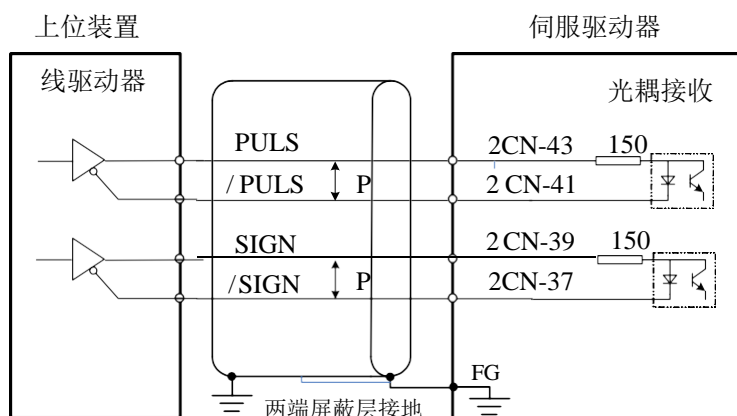 上位装置
伺服驱动器
线驱动器
光耦接收
PULS
2CN-43
150
/PULS
P
2 CN-41
SIGN
2 CN-39
150
/SIGN
P
2CN-37
FG
两端屏蔽层接地